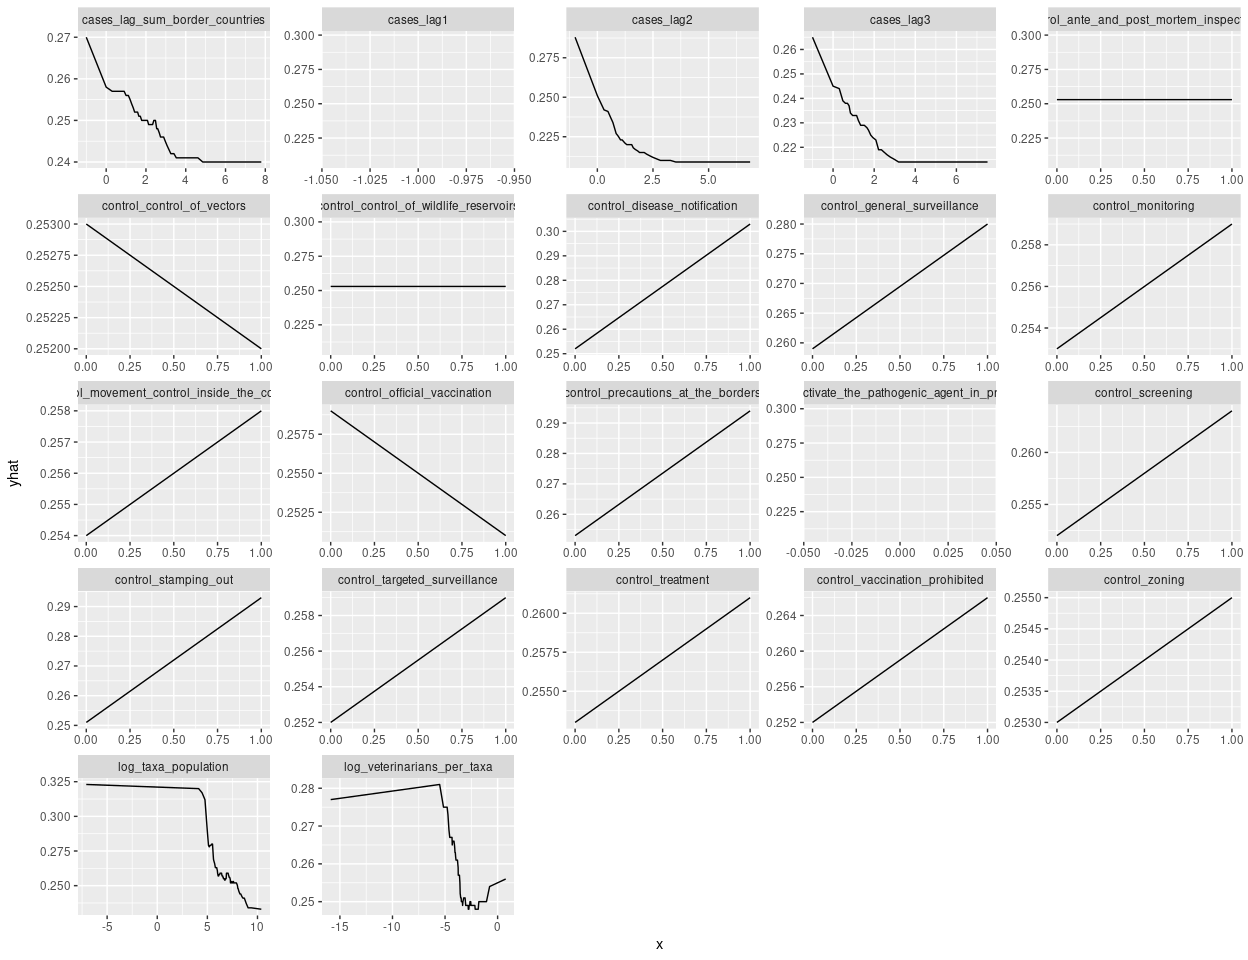 cases_lag_sum_border_countries cases_lag1 cases_lag2 cases_lag3 rol_ante_and_post_mortem_inspect
0.27 0.26 0.25 0.24
0 2 4 6 8
0.300 0.275 0.250 0.225
-1.050 -1.025 -1.000 -0.975 -0.950
0.275 0.250 0.225
0.0 2.5 5.0
0.26 0.25 0.24 0.23 0.22
0 2 4 6
0.300 0.275 0.250 0.225
0.00 0.25 0.50 0.75 1.00
control_control_of_vectors control_control_of_wildlife_reservoirs control_disease_notification control_general_surveillance control_monitoring
0.2530 0.25275 0.25250 0.25225 0.25200
0.00 0.25 0.50 0.75 1.00
0.300 0.275 0.250 0.225
0.00 0.25 0.50 0.75 1.00
0.30 0.29 0.28 0.27 0.26 0.25
0.00 0.25 0.50 0.75 1.00
0.280 0.275 0.270 0.265 0.260
0.00 0.25 0.50 0.75 1.00
0.258 0.256 0.254
0.00 0.25 0.50 0.75 1.00
ol_movement_control_inside_the_co control_official_vaccination control_precautions_at_the_borders ctivate_the_pathogenic_agent_in_pr control_screening
0.258 0.257 0.256 0.255 0.254
0.00 0.25 0.50 0.75 1.00
0.2575 0.2550 0.2525
0.00 0.25 0.50 0.75 1.00
0.29 0.28 0.27 0.26
0.00 0.25 0.50 0.75 1.00
0.300 0.275 0.250 0.225
-0.050 -0.025 0.000 0.025 0.050
0.260 0.255
0.00 0.25 0.50 0.75 1.00
yhat
control_stamping_out control_targeted_surveillance control_treatment control_vaccination_prohibited control_zoning
0.29 0.28 0.27 0.26 0.25
0.00 0.25 0.50 0.75 1.00
0.258 0.256 0.254 0.252
0.00 0.25 0.50 0.75 1.00
0.2600 0.2575 0.2550
0.00 0.25 0.50 0.75 1.00
0.264 0.260 0.256 0.252
0.00 0.25 0.50 0.75 1.00
0.2550 0.2545 0.2540 0.2535 0.2530
0.00 0.25 0.50 0.75 1.00
log_taxa_population log_veterinarians_per_taxa
0.325 0.300 0.275 0.250
-5 0 5 10
0.28 0.27 0.26 0.25
-15 -10 -5 0
x